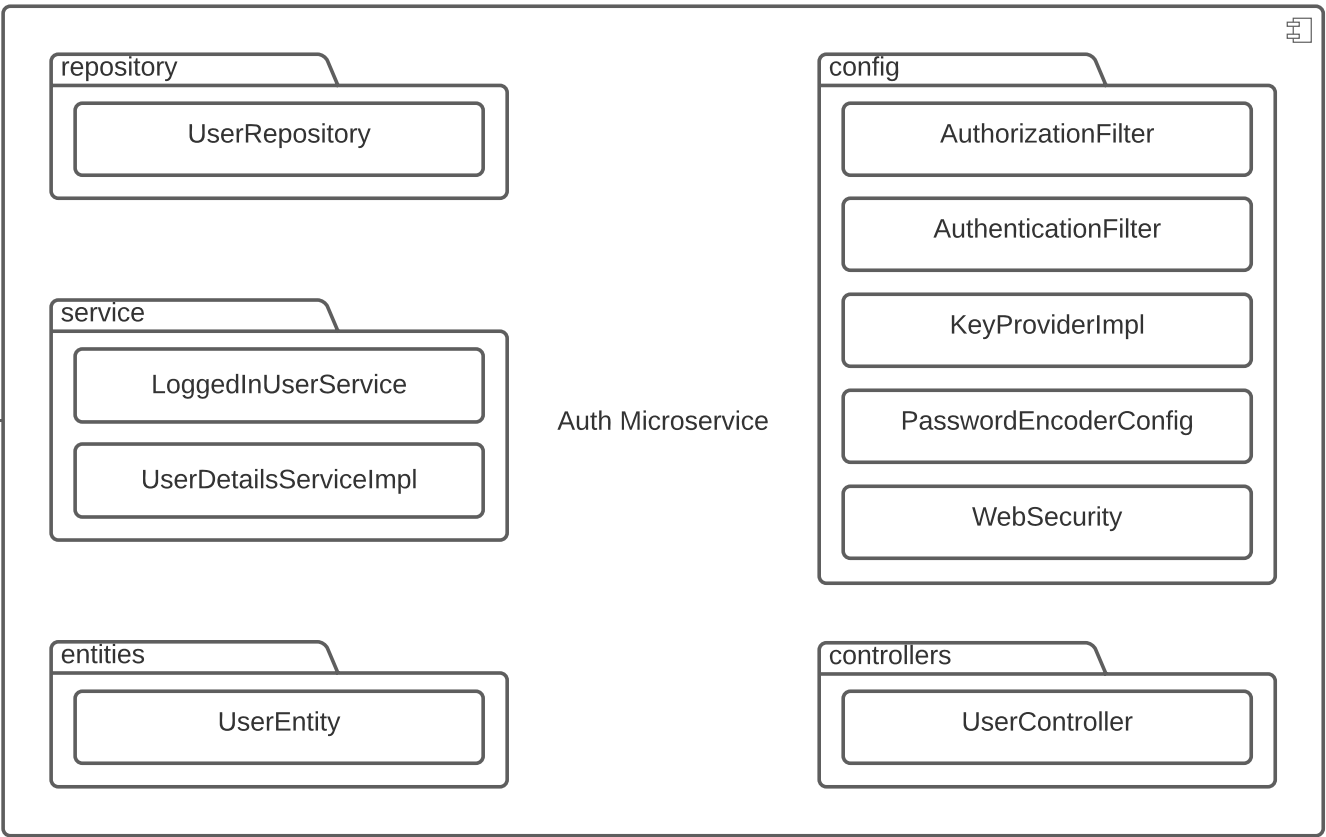 repository
UserRepository
service
LoggedInUserService
UserDetailsServiceImpl
entities
UserEntity
Auth Microservice
config
AuthorizationFilter
AuthenticationFilter
KeyProviderImpl
PasswordEncoderConfig
WebSecurity
controllers
UserController